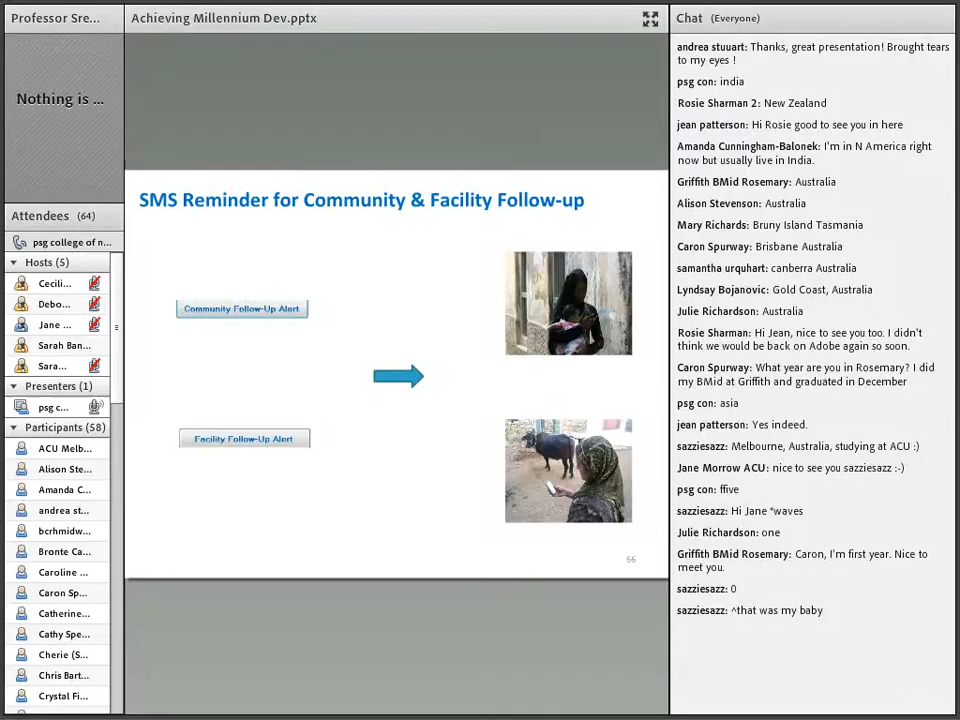 Professor Sre...
Nothing is ...
Attendees (64)
psg college of n...
Hosts (5)
Cecili...
Debo...
Jane ...
Sarah Ban...
Sara...
Presenters (1)
psg c...
Participants (58)
ACU Melb...
Alison Ste...
Amanda C...
andrea st...
bcrhmidw...
Bronte Ca...
Caroline ...
Caron Sp...
Catherine...
Cathy Spe...
Cherie (S...
Chris Bart...
Crystal Fi...
Achieving Millennium Dev.pptx
SMS Reminder for Community & Facility Follow-up
Community Follow-Up Alert
Facility Follow-Up Alert
66
Chat (Everyone)
andrea stuuart: Thanks, great presentation! Brought tears
to my eyes !
psg con: india
Rosie Sharman 2: New Zealand
jean patterson: Hi Rosie good to see you in here
Amanda Cunningham-Balonek: I'm in N America right
now but usually live in India.
Griffith BMid Rosemary: Australia
Alison Stevenson: Australia
Mary Richards: Bruny Island Tasmania
Caron Spurway: Brisbane Australia
samantha urquhart: canberra Australia
Lyndsay Bojanovic: Gold Coast, Australia
Julie Richardson: Australia
Rosie Sharman: Hi Jean, nice to see you too. I didn't
think we would be back on Adobe again so soon.
Caron Spurway: What year are you in Rosemary? I did
my BMid at Griffith and graduated in December
psg con: asia
jean patterson: Yes indeed.
sazziesazz: Melbourne, Australia, studying at ACU :)
Jane Morrow ACU: nice to see you sazziesazz :-)
psg con: ffive
sazziesazz: Hi Jane *waves
Julie Richardson: one
Griffith BMid Rosemary: Caron, I'm first year. Nice to
meet you.
sazziesazz: 0
sazziesazz: ^that was my baby